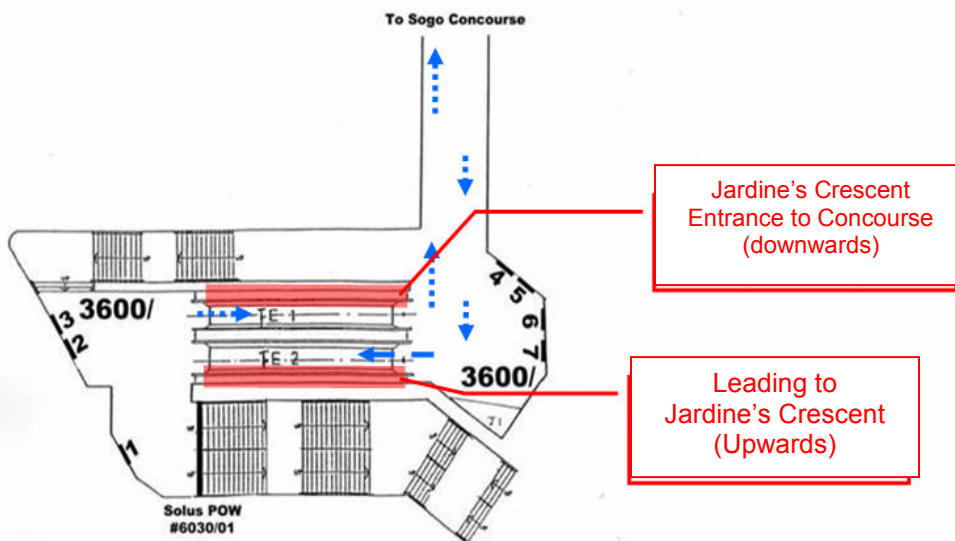 To Sogo Concourse
Jardine’s Crescent
Entrance to Concourse
(downwards)
4
5
6
7
3600/
3
2
TE 1
TE 2
3600/
Leading to
Jardine’s Crescent
(Upwards)
J1
1
Solus POW
#6030/01